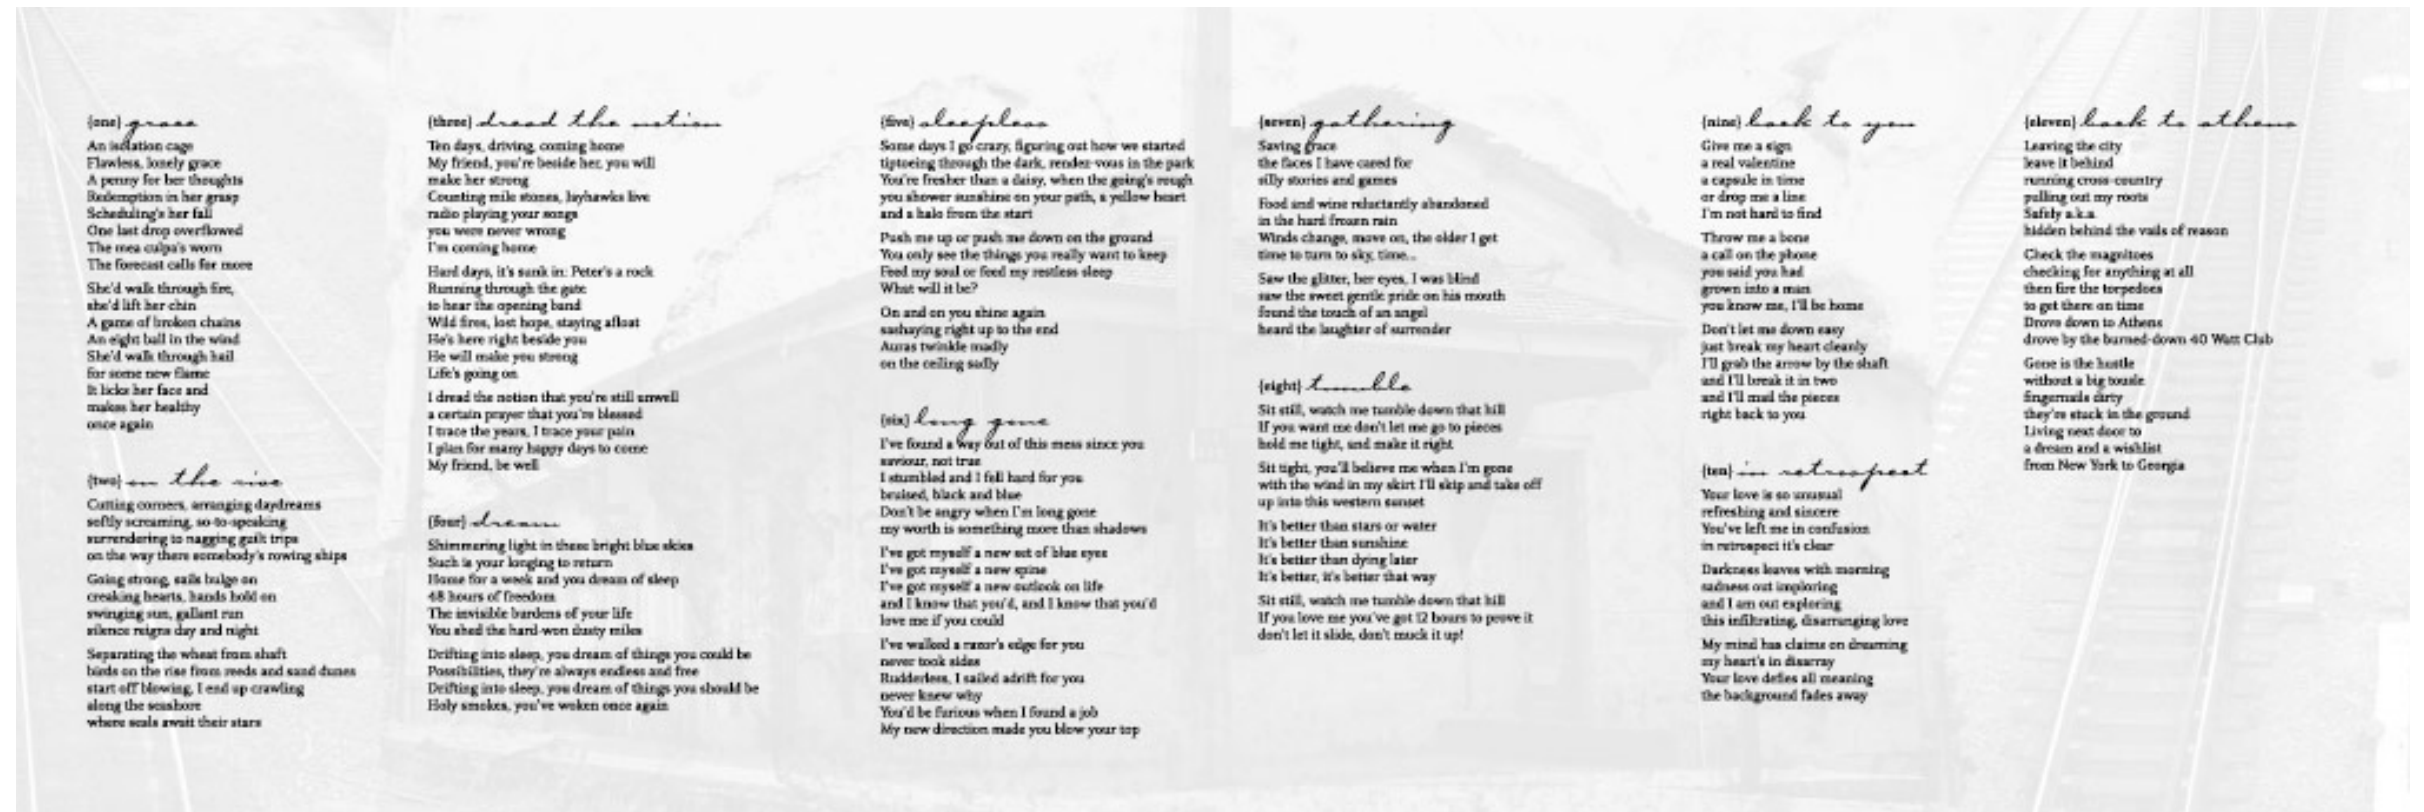 {one} grace
An isolation cage
Flawless, lonely grace
A penny for her thoughts
Redemption in her grasp
Scheduling's her fall
One last drop overflowed
The mea culpa's worn
The forecast calls for more
She'd walk through fire,
she'd lift her chin
A game of broken chains
An eight ball in the wind
She'd walk through hail
for some new flame
It licks her face and
makes her healthy
once again
{two} on the rise
Cutting corners, arranging daydreams
softly screaming, so-to-speaking
surrendering to nagging guilt trips
on the way there somebody's rowing ships
Going strong, sails bulge on
creaking hearts, hands hold on
swinging sun, gallant run
silence reigns day and night
Separating the wheat from shaft
birds on the rise from reeds and sand dunes
start off blowing, I end up crawling
along the seashore
where seals await their stars
{three} dread the notion
Ten days, driving, coming home
My friend, you're beside her, you will
make her strong
Counting mile stones, Jayhawks live
radio playing your songs
you were never wrong
I'm coming home
Hard days, it's sunk in: Peter's a rock
Running through the gate
to hear the opening band
Wild fires, lost hope, staying afloat
He's here right beside you
He will make you strong
Life's going on
I dread the notion that you're still unwell
a certain prayer that you're blessed
I trace the years, I trace your pain
I plan for many happy days to come
My friend, be well
{four} dream
Shimmering light in these bright blue skies
Such is your longing to return
Home for a week and you dream of sleep
48 hours of freedom
The invisible burdens of your life
You shed the hard-won dusty miles
Drifting into sleep, you dream of things you could be
Possibilities, they're always endless and free
Drifting into sleep, you dream of things you should be
Holy smokes, you've woken once again
{five} sleepless
Some days I go crazy, figuring out how we started
tiptoeing through the dark, rendez-vous in the park
You're fresher than a daisy, when the going's rough
you shower sunshine on your path, a yellow heart
and a halo from the start
Push me up or push me down on the ground
You only see the things you really want to keep
Feed my soul or feed my restless sleep
What will it be?
On and on you shine again
sashaying right up to the end
Auras twinkle madly
on the ceiling sadly
{six} long gone
I've found a way out of this mess since you
saviour, not true
I stumbled and I fell hard for you
bruised, black and blue
Don't be angry when I'm long gone
my worth is something more than shadows
I've got myself a new set of blue eyes
I've got myself a new spine
I've got myself a new outlook on life
and I know that you'd, and I know that you'd
love me if you could
I've walked a razor's edge for you
never took sides
Rudderless, I sailed adrift for you
never knew why
You'd be furious when I found a job
My new direction made you blow your top
{seven} gathering
Saving grace
the faces I have cared for
silly stories and games
Food and wine reluctantly abandoned
in the hard frozen rain
Winds change, move on, the older I get
time to turn to sky, time...
Saw the glitter, her eyes, I was blind
saw the sweet gentle pride on his mouth
found the touch of an angel
heard the laughter of surrender
{eight} tumble
Sit still, watch me tumble down that hill
If you want me don't let me go to pieces
hold me tight, and make it right
Sit tight, you'll believe me when I'm gone
with the wind in my skirt I'll skip and take off
up into this western sunset
It's better than stars or water
It's better than sunshine
It's better than dying later
It's better, it's better that way
Sit still, watch me tumble down that hill
If you love me you've got 12 hours to prove it
don't let it slide, don't muck it up!
{nine} back to you
Give me a sign
a real valentine
a capsule in time
or drop me a line
I'm not hard to find
Throw me a bone
a call on the phone
you said you had
grown into a man
you know me, I'll be home
Don't let me down easy
just break my heart cleanly
I'll grab the arrow by the shaft
and I'll break it in two
and I'll mail the pieces
right back to you
{ten} in retrospect
Your love is so unusual
refreshing and sincere
You've left me in confusion
in retrospect it's clear
Darkness leaves with morning
sadness out imploring
and I am out exploring
this infiltrating, disarranging love
My mind has claims on dreaming
my heart's in disarray
Your love defies all meaning
the background fades away
{eleven} back to athens
Leaving the city
leave it behind
running cross-country
pulling out my roots
Safely a.k.a.
hidden behind the vails of reason
Check the magnitoes
checking for anything at all
then fire the torpedoes
to get there on time
Drove down to Athens
drove by the burned-down 40 Watt Club
Gone is the hustle
without a big tousle
fingernails dirty
they're stuck in the ground
Living next door to
a dream and a wishlist
from New York to Georgia